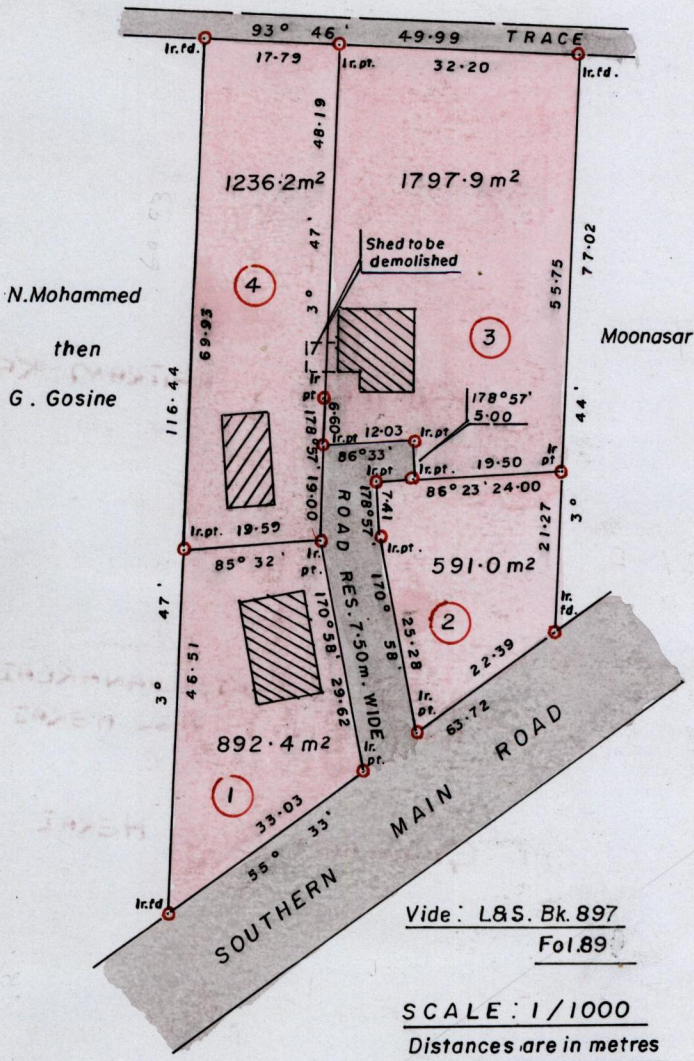 93° 46' 49·99 TRACE
Ir.fd.
17·79
Ir.pt.
32·20
Ir.fd.
48·19
1236·2m²
1797·9 m²
47'
Shed to be
demolished
77·02
N.Mohammed
then
G. Gosine
4
3°
55·75
3
Moonasar
69·93
116·44
Ir
pt
178°57'
5·00
6·60
44'
Ir.pt
12·03
86°33'
178°57'
19·00
Ir.pt
Ir.pt.
19·50
Ir
pt
86°23' 24·00
3°
7·41
178°57'
21·27
Ir.pt.
19·59
85° 32'
Ir.
pt.
Ir.pt.
591·0 m²
ROAD RES. 7·50m. WIDE
47'
170° 58'
29·62
170° 58'
25·28
2
Ir.
fd.
3°
46·51
22·39
Ir.
pt.
63·72
892·4 m²
Ir.
pt.
1
33·03
55° 33'
Ir.fd
SOUTHERN MAIN ROAD
Vide: L&S. Bk. 897
Fol.89
SCALE: 1/1000
Distances are in metres